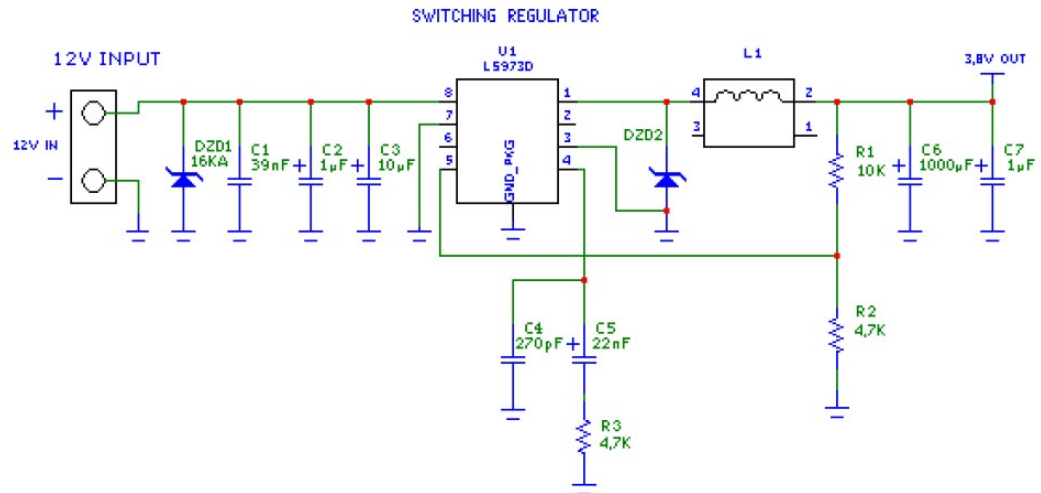 SWITCHING REGULATOR
12V INPUT
+
12V IN
-
DZD1
16KA
C1
39nF
+
C2
1µF
+
C3
10µF
U1
L5973D
8
7
6
5
1
2
3
4
GND_PKG
DZD2
L1
4
3
2
1
3,8V OUT
R1
10K
+
C6
1000µF
+
C7
1µF
C4
270pF
+
C5
22nF
R2
4,7K
R3
4,7K